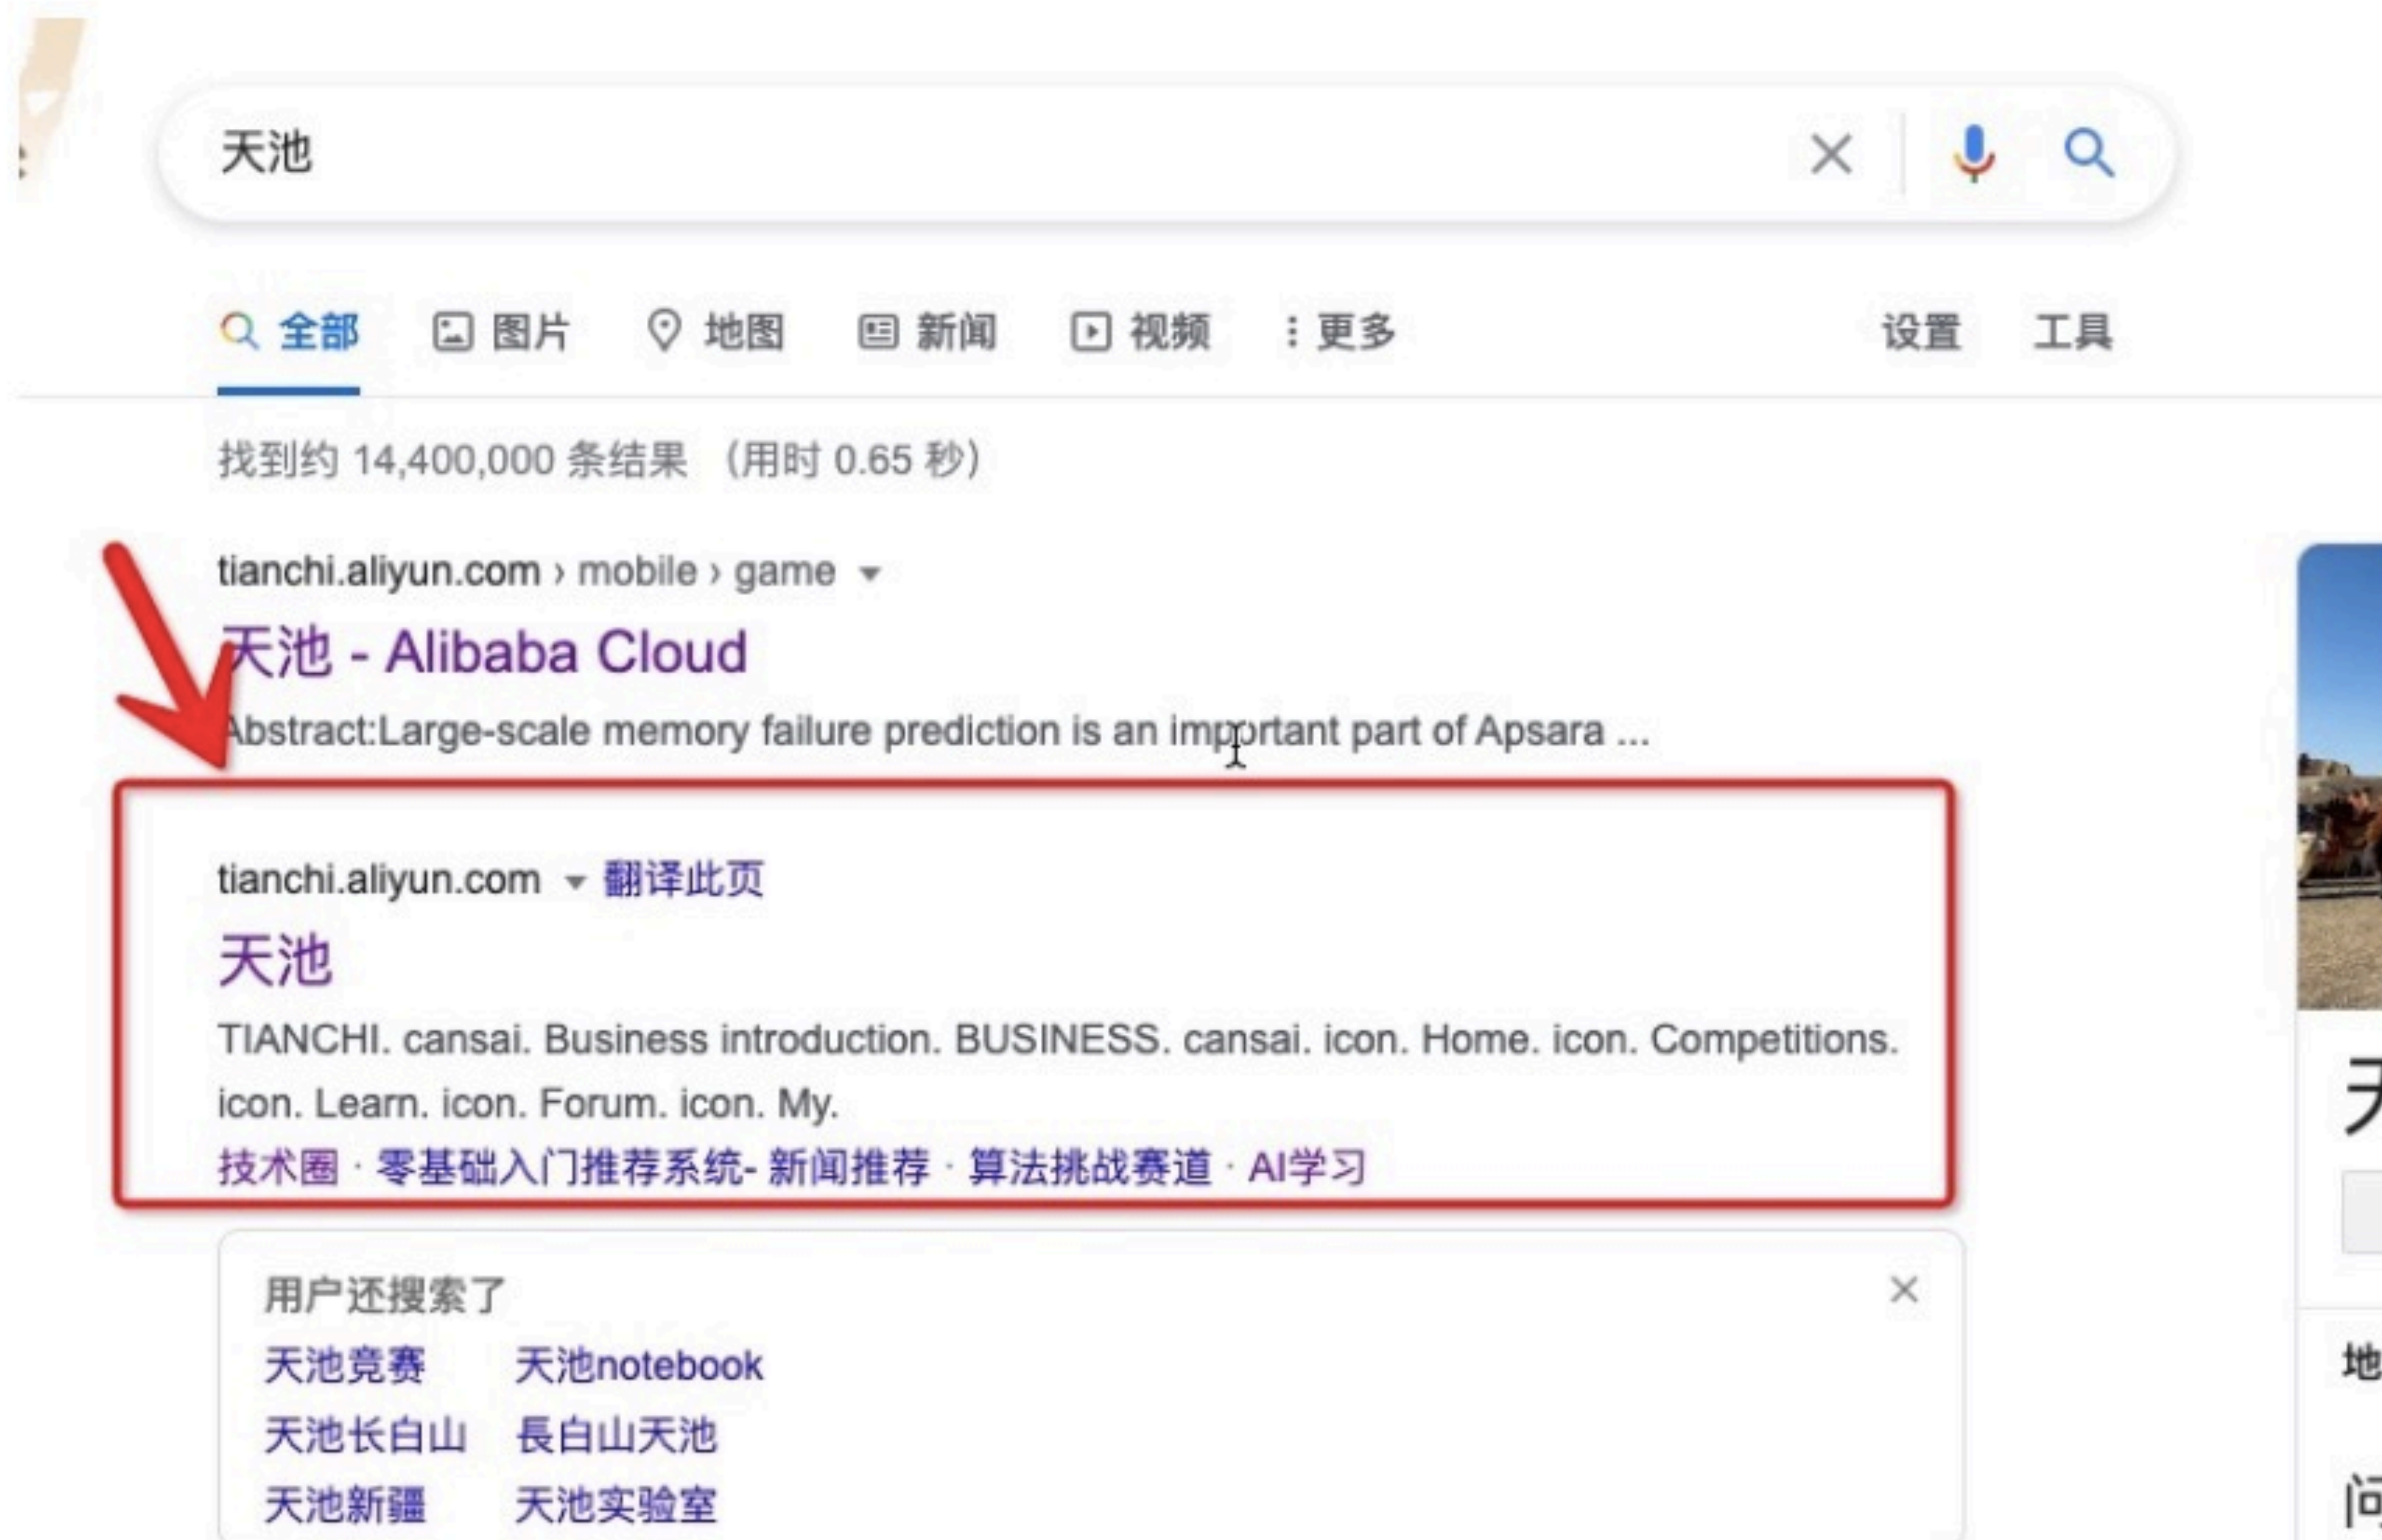 天池
全部 图片 地图 新闻 视频 更多 设置 工具
找到约 14,400,000 条结果 （用时 0.65 秒）
tianchi.aliyun.com › mobile › game
天池 - Alibaba Cloud
Abstract:Large-scale memory failure prediction is an important part of Apsara ...
tianchi.aliyun.com 翻译此页
天池
TIANCHI. cansai. Business introduction. BUSINESS. cansai. icon. Home. icon. Competitions.
icon. Learn. icon. Forum. icon. My.
技术圈 · 零基础入门推荐系统- 新闻推荐 · 算法挑战赛道 · AI学习
用户还搜索了
天池竞赛 天池notebook
天池长白山 長白山天池
天池新疆 天池实验室
地